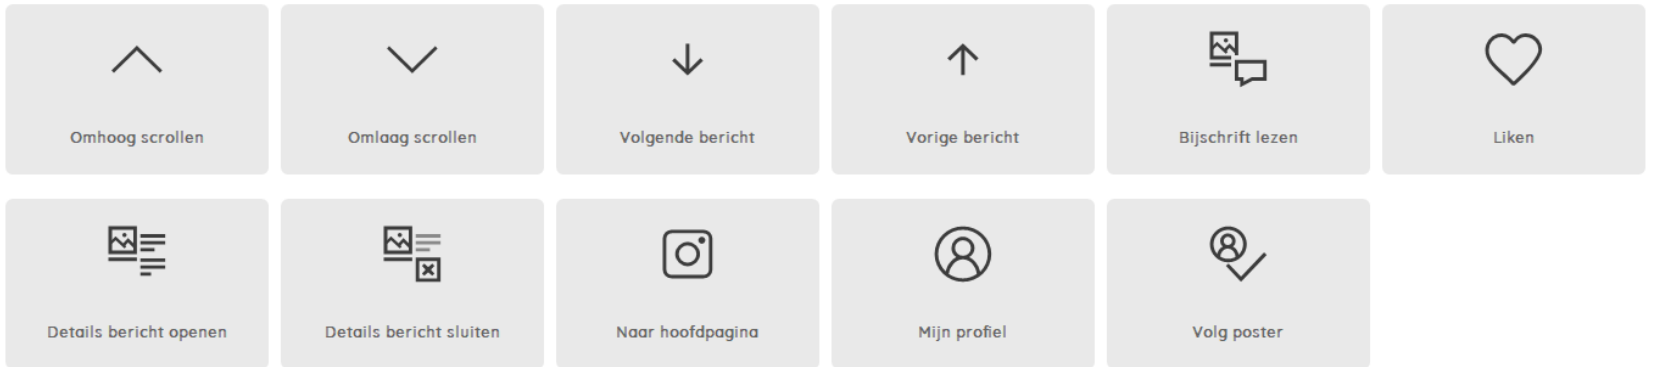 Omhoog scrollen
Omlaag scrollen
Volgende bericht
Vorige bericht
Bijschrift lezen
Liken
Details bericht openen
Details bericht sluiten
Naar hoofdpagina
Mijn profiel
Volg poster